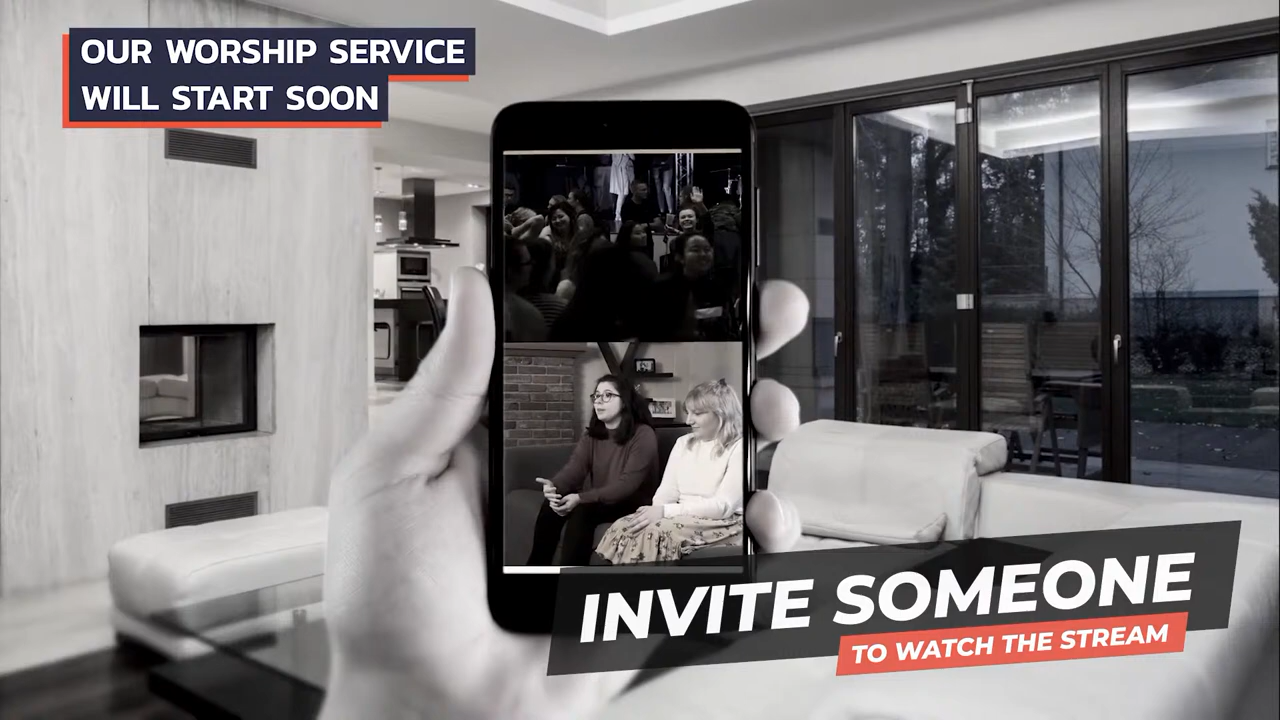 OUR WORSHIP SERVICE
WILL START SOON
INVITE SOMEONE
TO WATCH THE STREAM